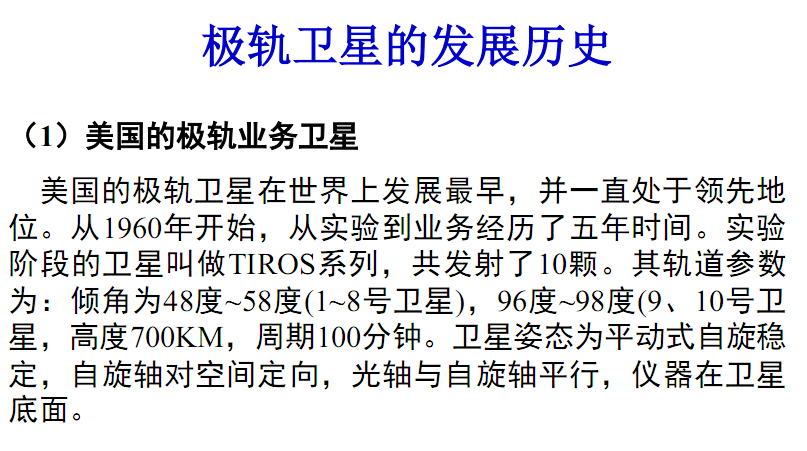 极轨卫星的发展历史
（1）美国的极轨业务卫星
美国的极轨卫星在世界上发展最早，并一直处于领先地
位。从1960年开始，从实验到业务经历了五年时间。实验
阶段的卫星叫做TIROS系列，共发射了10颗。其轨道参数
为：倾角为48度~58度(1~8号卫星)，96度~98度(9、10号卫
星，高度700KM，周期100分钟。卫星姿态为平动式自旋稳
定，自旋轴对空间定向，光轴与自旋轴平行，仪器在卫星
底面。